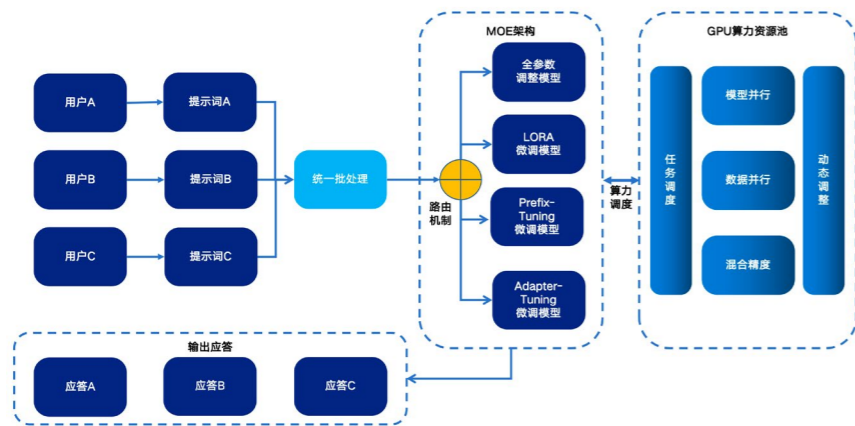 MOE架构
GPU算力资源池
用户A
提示词A
用户B
提示词B
用户C
提示词C
统一批处理
路由
机制
全参数
调整模型
LORA
微调模型
Prefix-
Tuning
微调模型
Adapter-
Tuning
微调模型
算力
调度
任务调度
模型并行
数据并行
混合精度
动态调整
输出应答
应答A
应答B
应答C